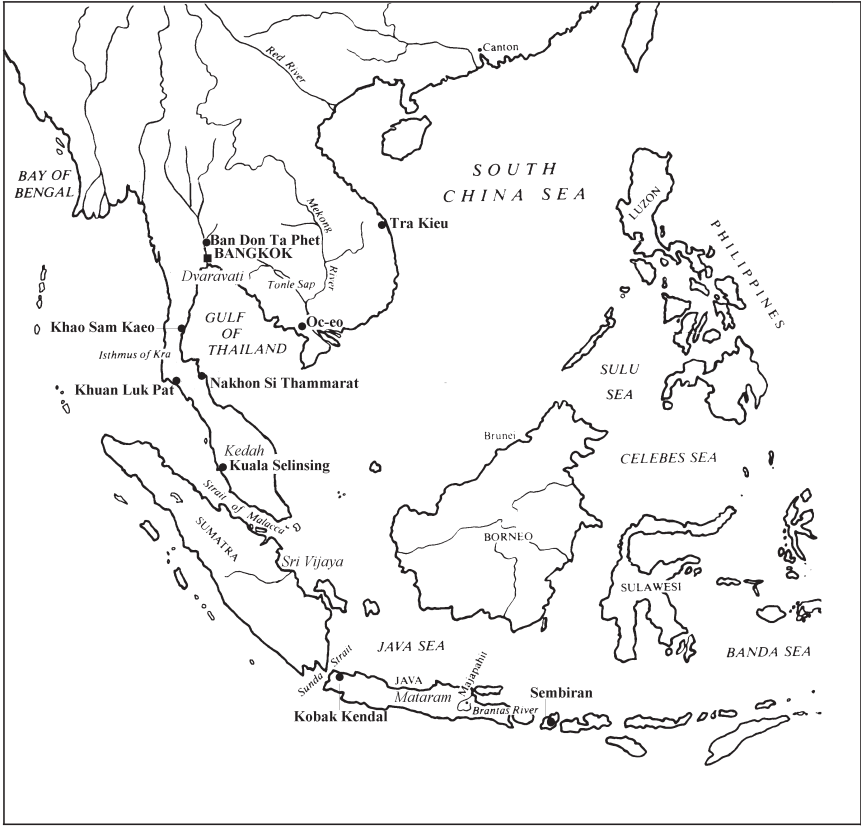 Canton
Red River
BAY OF
BENGAL
SOUTH
CHINA SEA
LUZON
PHILIPPINES
Mekong
River
Tra Kieu
Ban Don Ta Phet
BANGKOK
Dvaravati
Tonle Sap
Khao Sam Kaeo
GULF
OF
THAILAND
Oc-eo
Isthmus of Kra
Khuan Luk Pat
Nakhon Si Thammarat
SULU
SEA
Brunei
Kedah
Kuala Selinsing
CELEBES SEA
Strait of Malacca
SUMATRA
BORNEO
Sri Vijaya
SULAWESI
JAVA SEA
BANDA SEA
Sunda Strait
JAVA
Mataram
Majapahit
Brantas River
Sembiran
Kobak Kendal